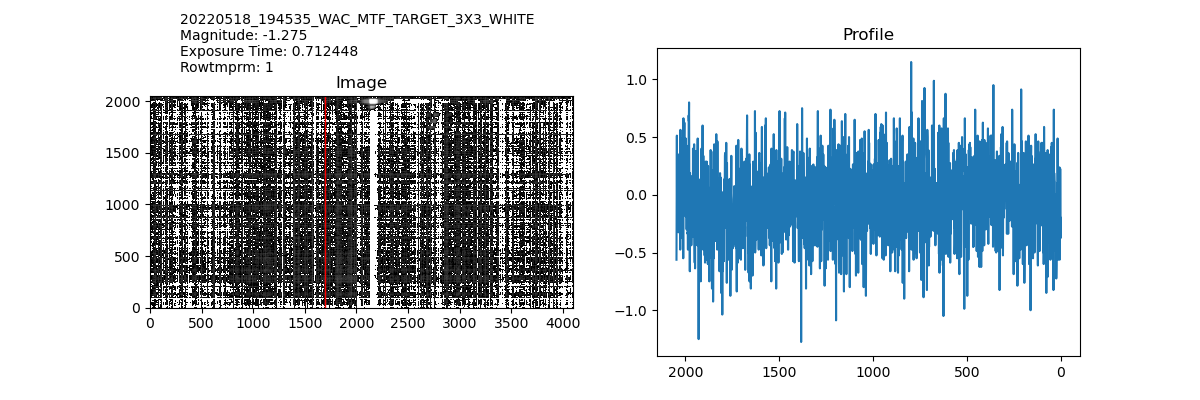 20220518_194535_WAC_MTF_TARGET_3X3_WHITE
Magnitude: -1.275
Exposure Time: 0.712448
Rowtmprm: 1
Image
2000
1500
1000
500
0
0 500 1000 1500 2000 2500 3000 3500 4000
Profile
1.0
0.5
0.0
−0.5
−1.0
2000 1500 1000 500 0